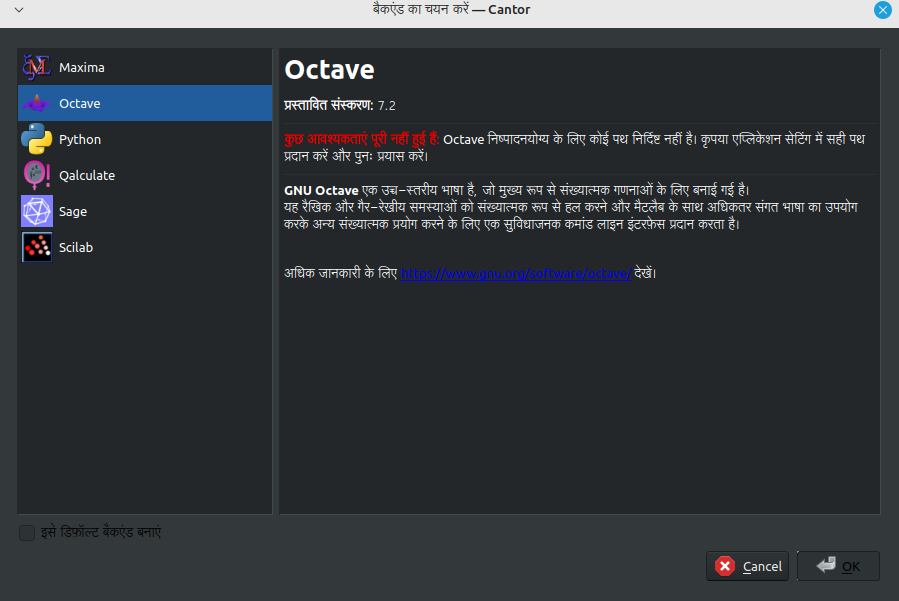 बैकएंड का चयन करें — Cantor
Maxima
Octave
Python
Qalculate
Sage
Scilab
Octave
प्रस्तावित संस्करण: 7.2
कुछ आवश्यकताएं पूरी नहीं हुई हैं: Octave निष्पादनयोग्य के लिए कोई पथ निर्दिष्ट नहीं है। कृपया एप्लिकेशन सेटिंग में सही पथ
प्रदान करें और पुनः प्रयास करें।
GNU Octave एक उच्च-स्तरीय भाषा है, जो मुख्य रूप से संख्यात्मक गणनाओं के लिए बनाई गई है।
यह रैखिक और गैर-रेखीय समस्याओं को संख्यात्मक रूप से हल करने और मैटलैब के साथ अधिकतर संगत भाषा का उपयोग
करके अन्य संख्यात्मक प्रयोग करने के लिए एक सुविधाजनक कमांड लाइन इंटरफ़ेस प्रदान करता है।
अधिक जानकारी के लिए https://www.gnu.org/software/octave/ देखें।
इसे डिफ़ॉल्ट बैकएंड बनाएं
Cancel
OK